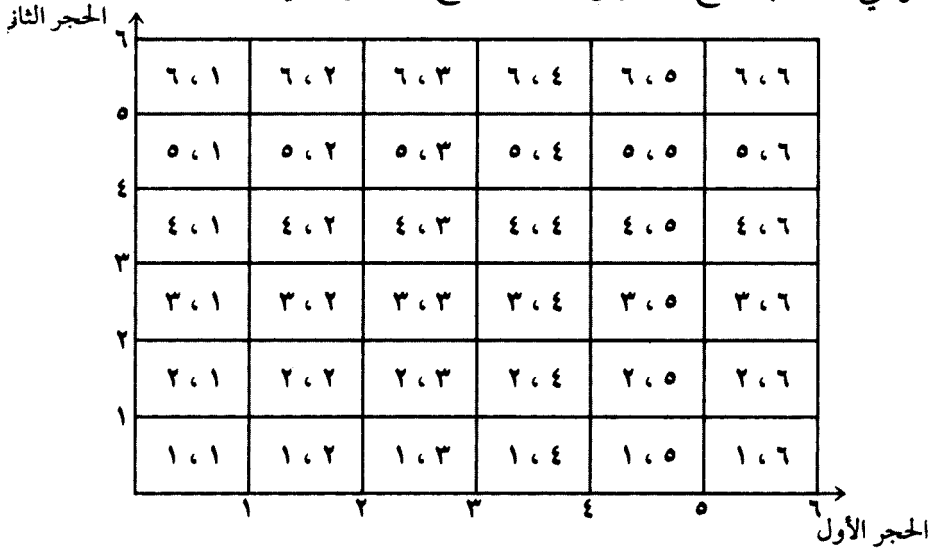 الحجر الثاني
٦
٦ ، ٦ ٥ ، ٦ ٤ ، ٦ ٣ ، ٦ ٢ ، ٦ ١ ، ٦
٥
٦ ، ٥ ٥ ، ٥ ٤ ، ٥ ٣ ، ٥ ٢ ، ٥ ١ ، ٥
٤
٦ ، ٤ ٥ ، ٤ ٤ ، ٤ ٣ ، ٤ ٢ ، ٤ ١ ، ٤
٣
٦ ، ٣ ٥ ، ٣ ٤ ، ٣ ٣ ، ٣ ٢ ، ٣ ١ ، ٣
٢
٦ ، ٢ ٥ ، ٢ ٤ ، ٢ ٣ ، ٢ ٢ ، ٢ ١ ، ٢
١
٦ ، ١ ٥ ، ١ ٤ ، ١ ٣ ، ١ ٢ ، ١ ١ ، ١
٦ ٥ ٤ ٣ ٢ ١
الحجر الأول